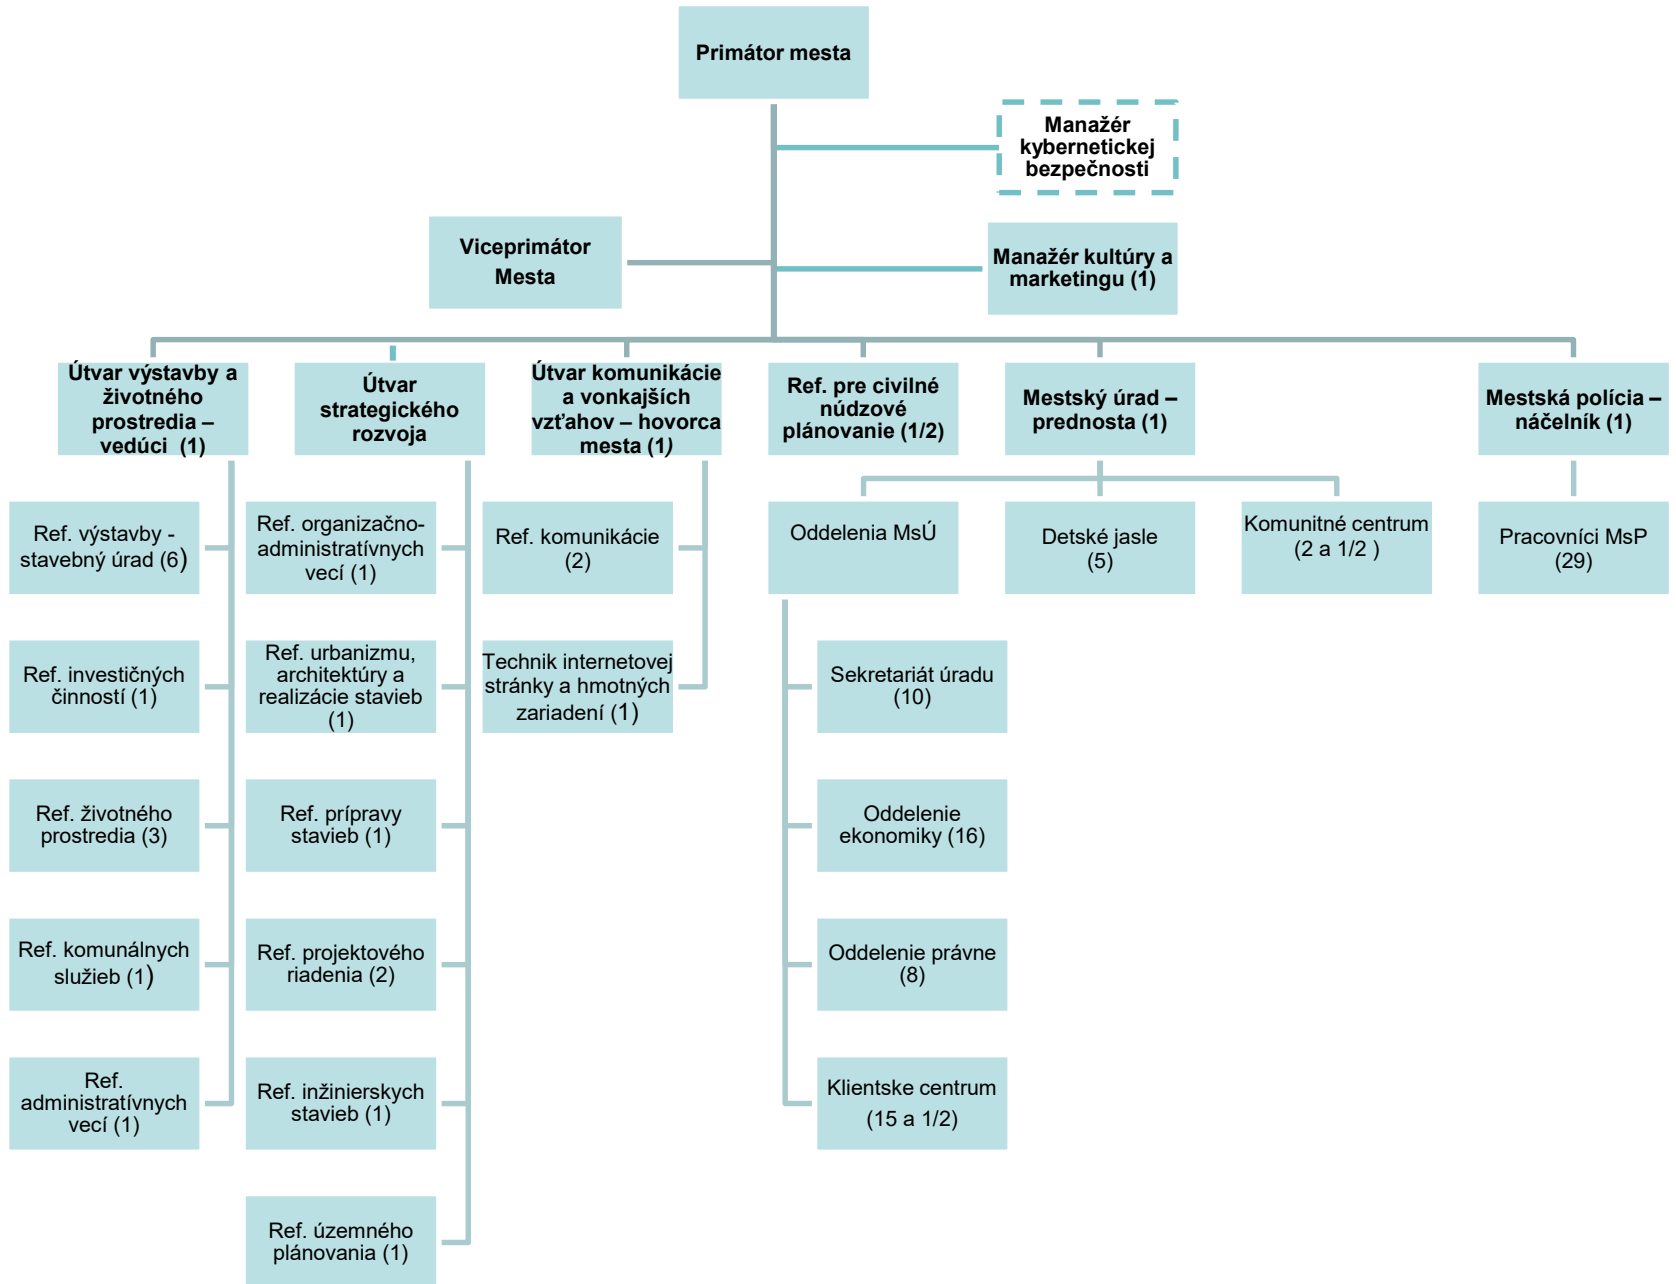 Primátor mesta
Manažér
kybernetickej
bezpečnosti
Viceprimátor
Mesta
Manažér kultúry a
marketingu (1)
Útvar výstavby a
životného
prostredia –
vedúci (1)
Útvar
strategického
rozvoja
Útvar komunikácie
a vonkajších
vzťahov – hovorca
mesta (1)
Ref. pre civilné
núdzové
plánovanie (1/2)
Mestský úrad –
prednosta (1)
Mestská polícia –
náčelník (1)
Ref. výstavby -
stavebný úrad (6)
Ref. organizačno-
administratívnych
vecí (1)
Ref. komunikácie
(2)
Oddelenia MsÚ
Detské jasle
(5)
Komunitné centrum
(2 a 1/2 )
Pracovníci MsP
(29)
Ref. investičných
činností (1)
Ref. urbanizmu,
architektúry a
realizácie stavieb
(1)
Technik internetovej
stránky a hmotných
zariadení (1)
Sekretariát úradu
(10)
Ref. životného
prostredia (3)
Ref. prípravy
stavieb (1)
Oddelenie
ekonomiky (16)
Ref. komunálnych
služieb (1)
Ref. projektového
riadenia (2)
Oddelenie právne
(8)
Ref.
administratívnych
vecí (1)
Ref. inžinierskych
stavieb (1)
Klientske centrum
(15 a 1/2)
Ref. územného
plánovania (1)